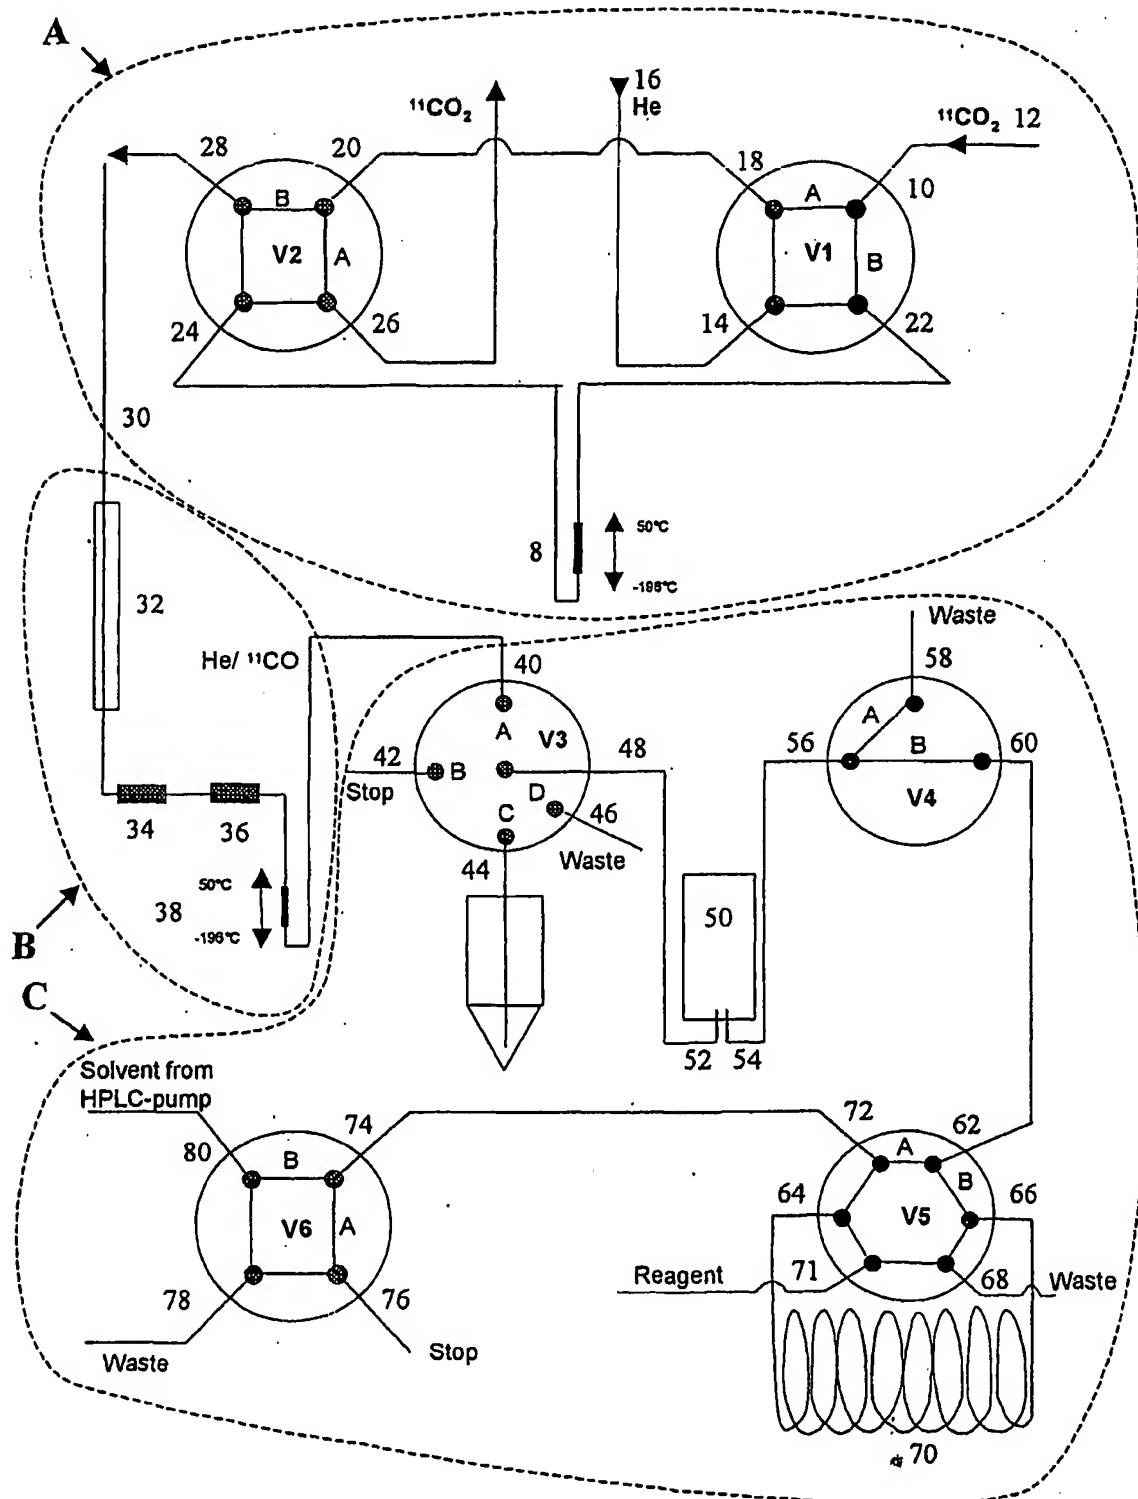 A
16
He
¹¹CO₂
¹¹CO₂ 12
28
20
18
10
B
V2
A
A
V1
B
24
26
14
22
30
8
50°C
-196°C
32
He/ ¹¹CO
34
36
38
50°C
-196°C
B
Waste
40
58
A
V3
42
B
48
Stop
D
C
46
Waste
44
56
A
B
60
V4
50
52
54
C
Solvent from
HPLC-pump
80
74
B
V6
A
78
76
Waste
Stop
72
62
A
B
64
66
V5
Reagent
71
68
Waste
70